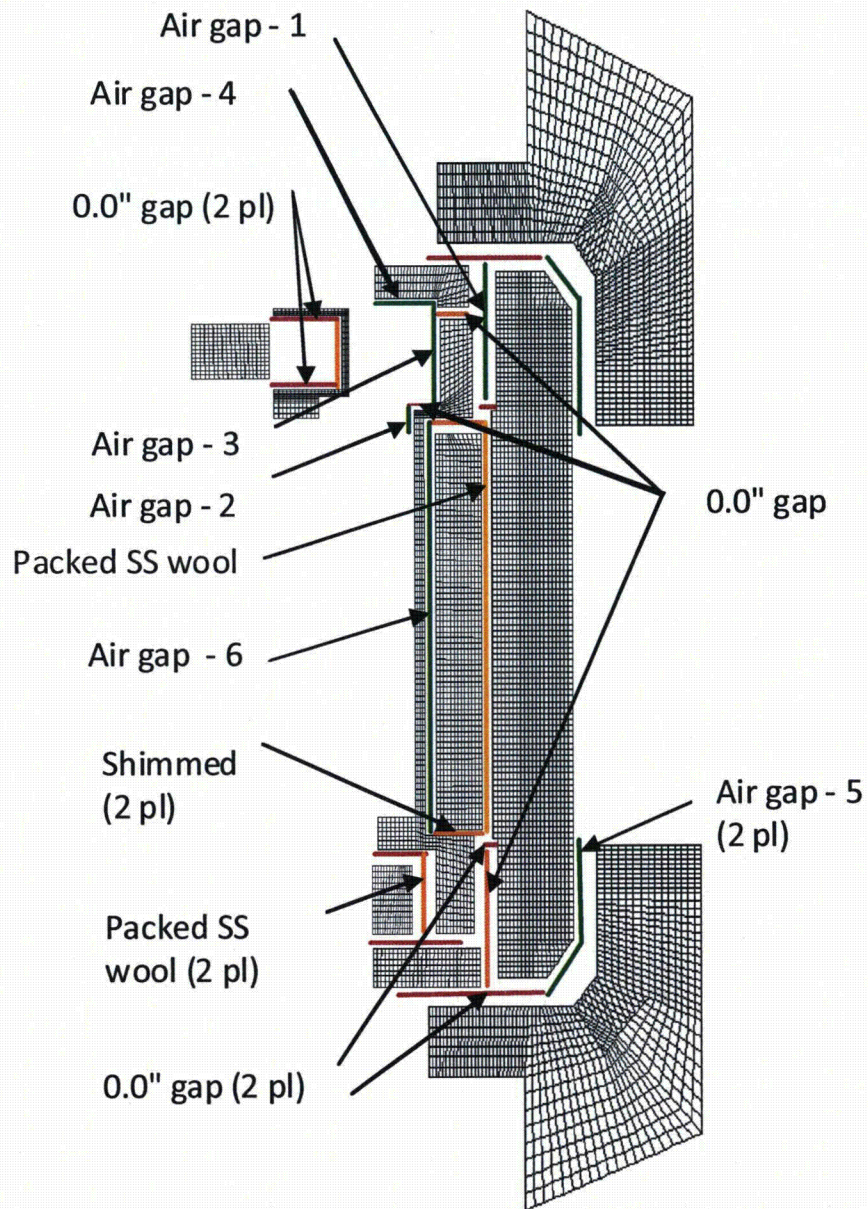 Air gap - 1
Air gap - 4
0.0" gap (2 pl)
Air gap - 3
Air gap - 2
0.0" gap
Packed SS wool
Air gap - 6
Shimmed
(2 pl)
Air gap - 5
(2 pl)
Packed SS
wool (2 pl)
0.0" gap (2 pl)